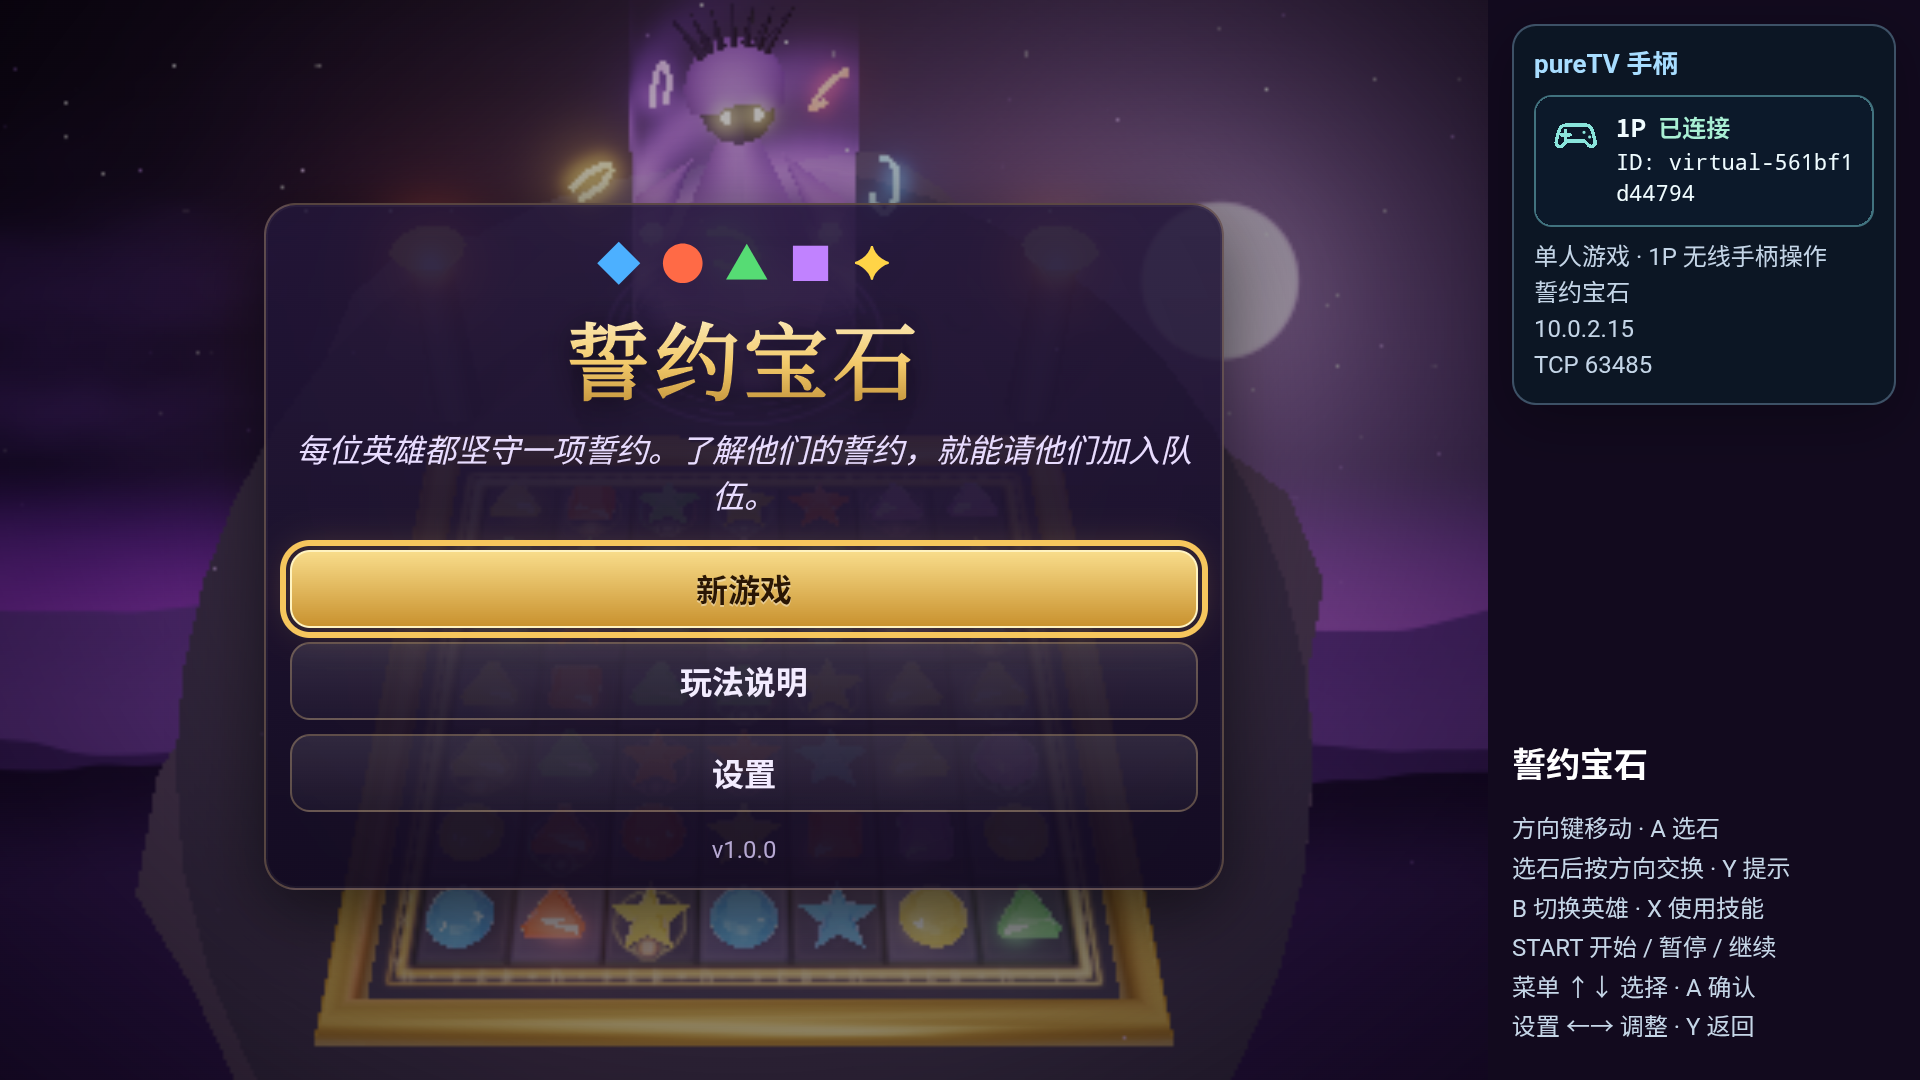 誓约宝石
每位英雄都坚守一项誓约。了解他们的誓约，就能请他们加入队
伍。
新游戏
玩法说明
设置
v1.0.0
pureTV 手柄
1P 已连接
ID: virtual-561bf1
d44794
单人游戏 · 1P 无线手柄操作
誓约宝石
10.0.2.15
TCP 63485
誓约宝石
方向键移动 · A 选石
选石后按方向交换 · Y 提示
B 切换英雄 · X 使用技能
START 开始 / 暂停 / 继续
菜单 ↑↓ 选择 · A 确认
设置 ←→ 调整 · Y 返回